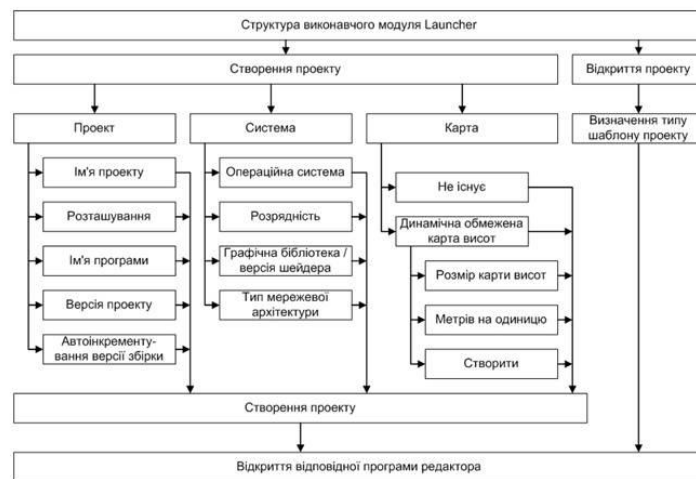 Структура виконавчого модуля Launcher
Створення проекту
Відкриття проекту
Проект
Система
Карта
Визначення типу
шаблону проекту
Ім'я проекту
Розташування
Ім'я програми
Версія проекту
Автоінкременту-
вання версії збірки
Операційна система
Розрядність
Графічна бібліотека /
версія шейдера
Тип мережевої
архітектури
Не існує
Динамічна обмежена
карта висот
Розмір карти висот
Метрів на одиницю
Створити
Створення проекту
Відкриття відповідної програми редактора